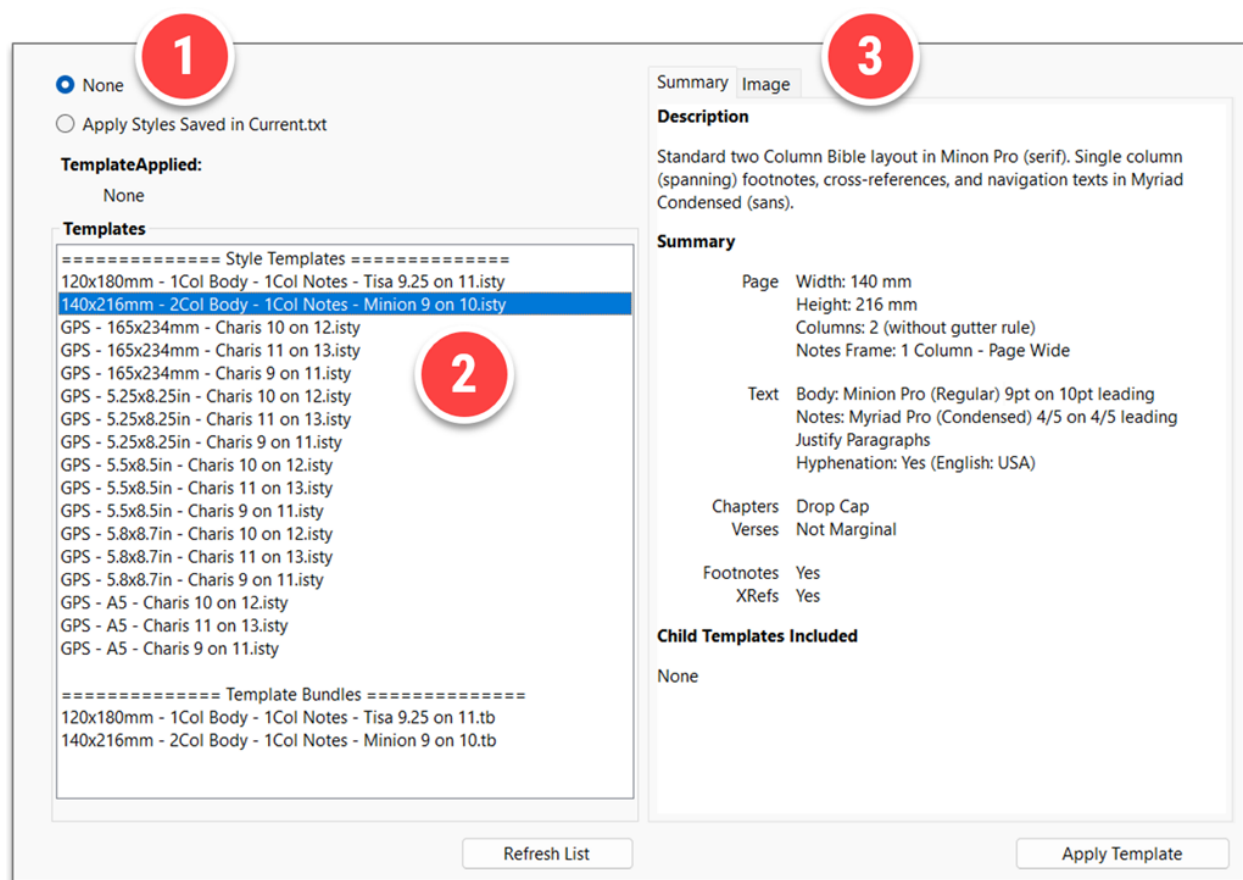 1
None
Apply Styles Saved in Current.txt
TemplateApplied:
None
Templates
============== Style Templates ==============
120x180mm - 1Col Body - 1Col Notes - Tisa 9.25 on 11.isty
140x216mm - 2Col Body - 1Col Notes - Minion 9 on 10.isty
GPS - 165x234mm - Charis 10 on 12.isty
GPS - 165x234mm - Charis 11 on 13.isty
GPS - 165x234mm - Charis 9 on 11.isty
GPS - 5.25x8.25in - Charis 10 on 12.isty
GPS - 5.25x8.25in - Charis 11 on 13.isty
GPS - 5.25x8.25in - Charis 9 on 11.isty
GPS - 5.5x8.5in - Charis 10 on 12.isty
GPS - 5.5x8.5in - Charis 11 on 13.isty
GPS - 5.5x8.5in - Charis 9 on 11.isty
GPS - 5.8x8.7in - Charis 10 on 12.isty
GPS - 5.8x8.7in - Charis 11 on 13.isty
GPS - 5.8x8.7in - Charis 9 on 11.isty
GPS - A5 - Charis 10 on 12.isty
GPS - A5 - Charis 11 on 13.isty
GPS - A5 - Charis 9 on 11.isty
============== Template Bundles ==============
120x180mm - 1Col Body - 1Col Notes - Tisa 9.25 on 11.tb
140x216mm - 2Col Body - 1Col Notes - Minion 9 on 10.tb
2
Refresh List
3
Summary Image
Description
Standard two Column Bible layout in Minon Pro (serif). Single column
(spanning) footnotes, cross-references, and navigation texts in Myriad
Condensed (sans).
Summary
Page Width: 140 mm
Height: 216 mm
Columns: 2 (without gutter rule)
Notes Frame: 1 Column - Page Wide
Text Body: Minion Pro (Regular) 9pt on 10pt leading
Notes: Myriad Pro (Condensed) 4/5 on 4/5 leading
Justify Paragraphs
Hyphenation: Yes (English: USA)
Chapters Drop Cap
Verses Not Marginal
Footnotes Yes
XRefs Yes
Child Templates Included
None
Apply Template